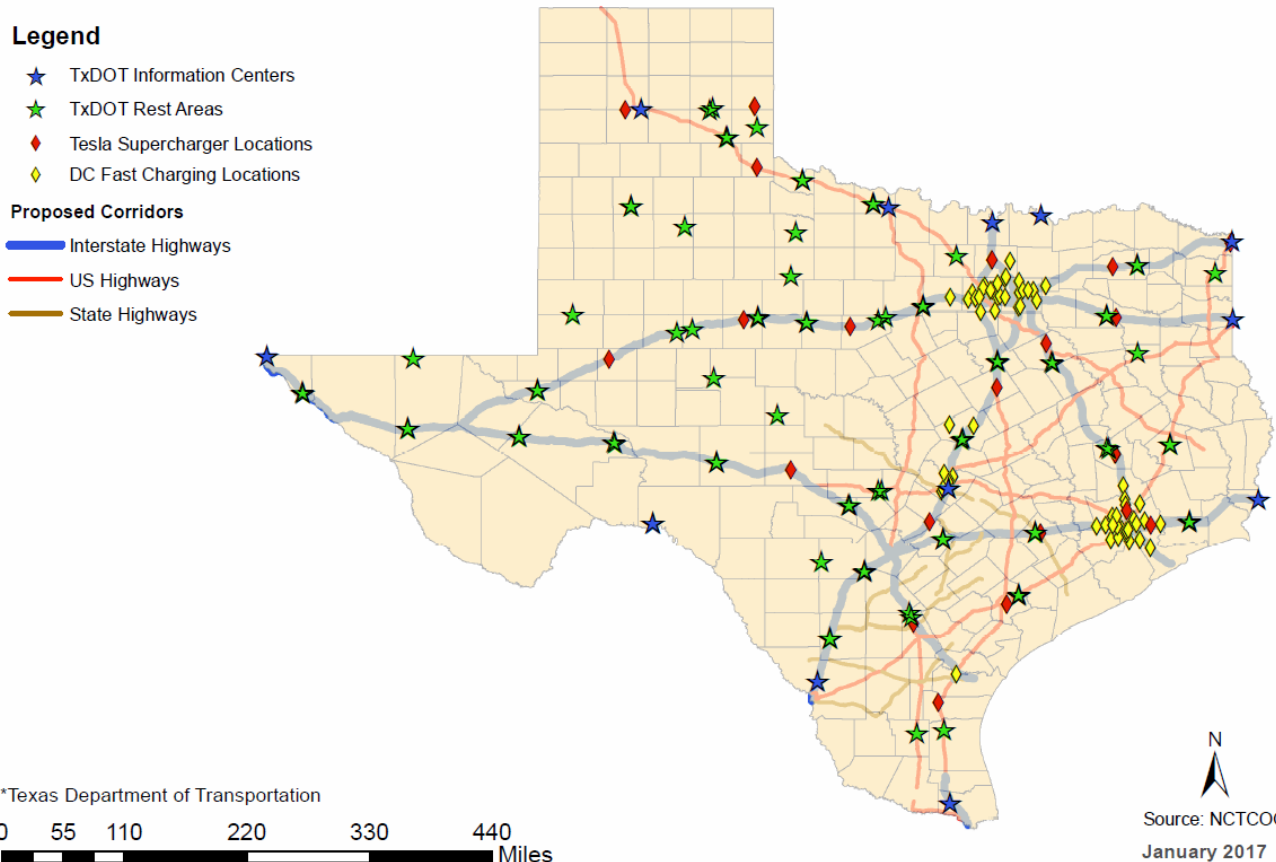 Legend
TxDOT Information Centers
TxDOT Rest Areas
Tesla Supercharger Locations
DC Fast Charging Locations
Proposed Corridors
Interstate Highways
US Highways
State Highways
N
*Texas Department of Transportation
0 55 110 220 330 440
Miles
Source: NCTCOG
January 2017